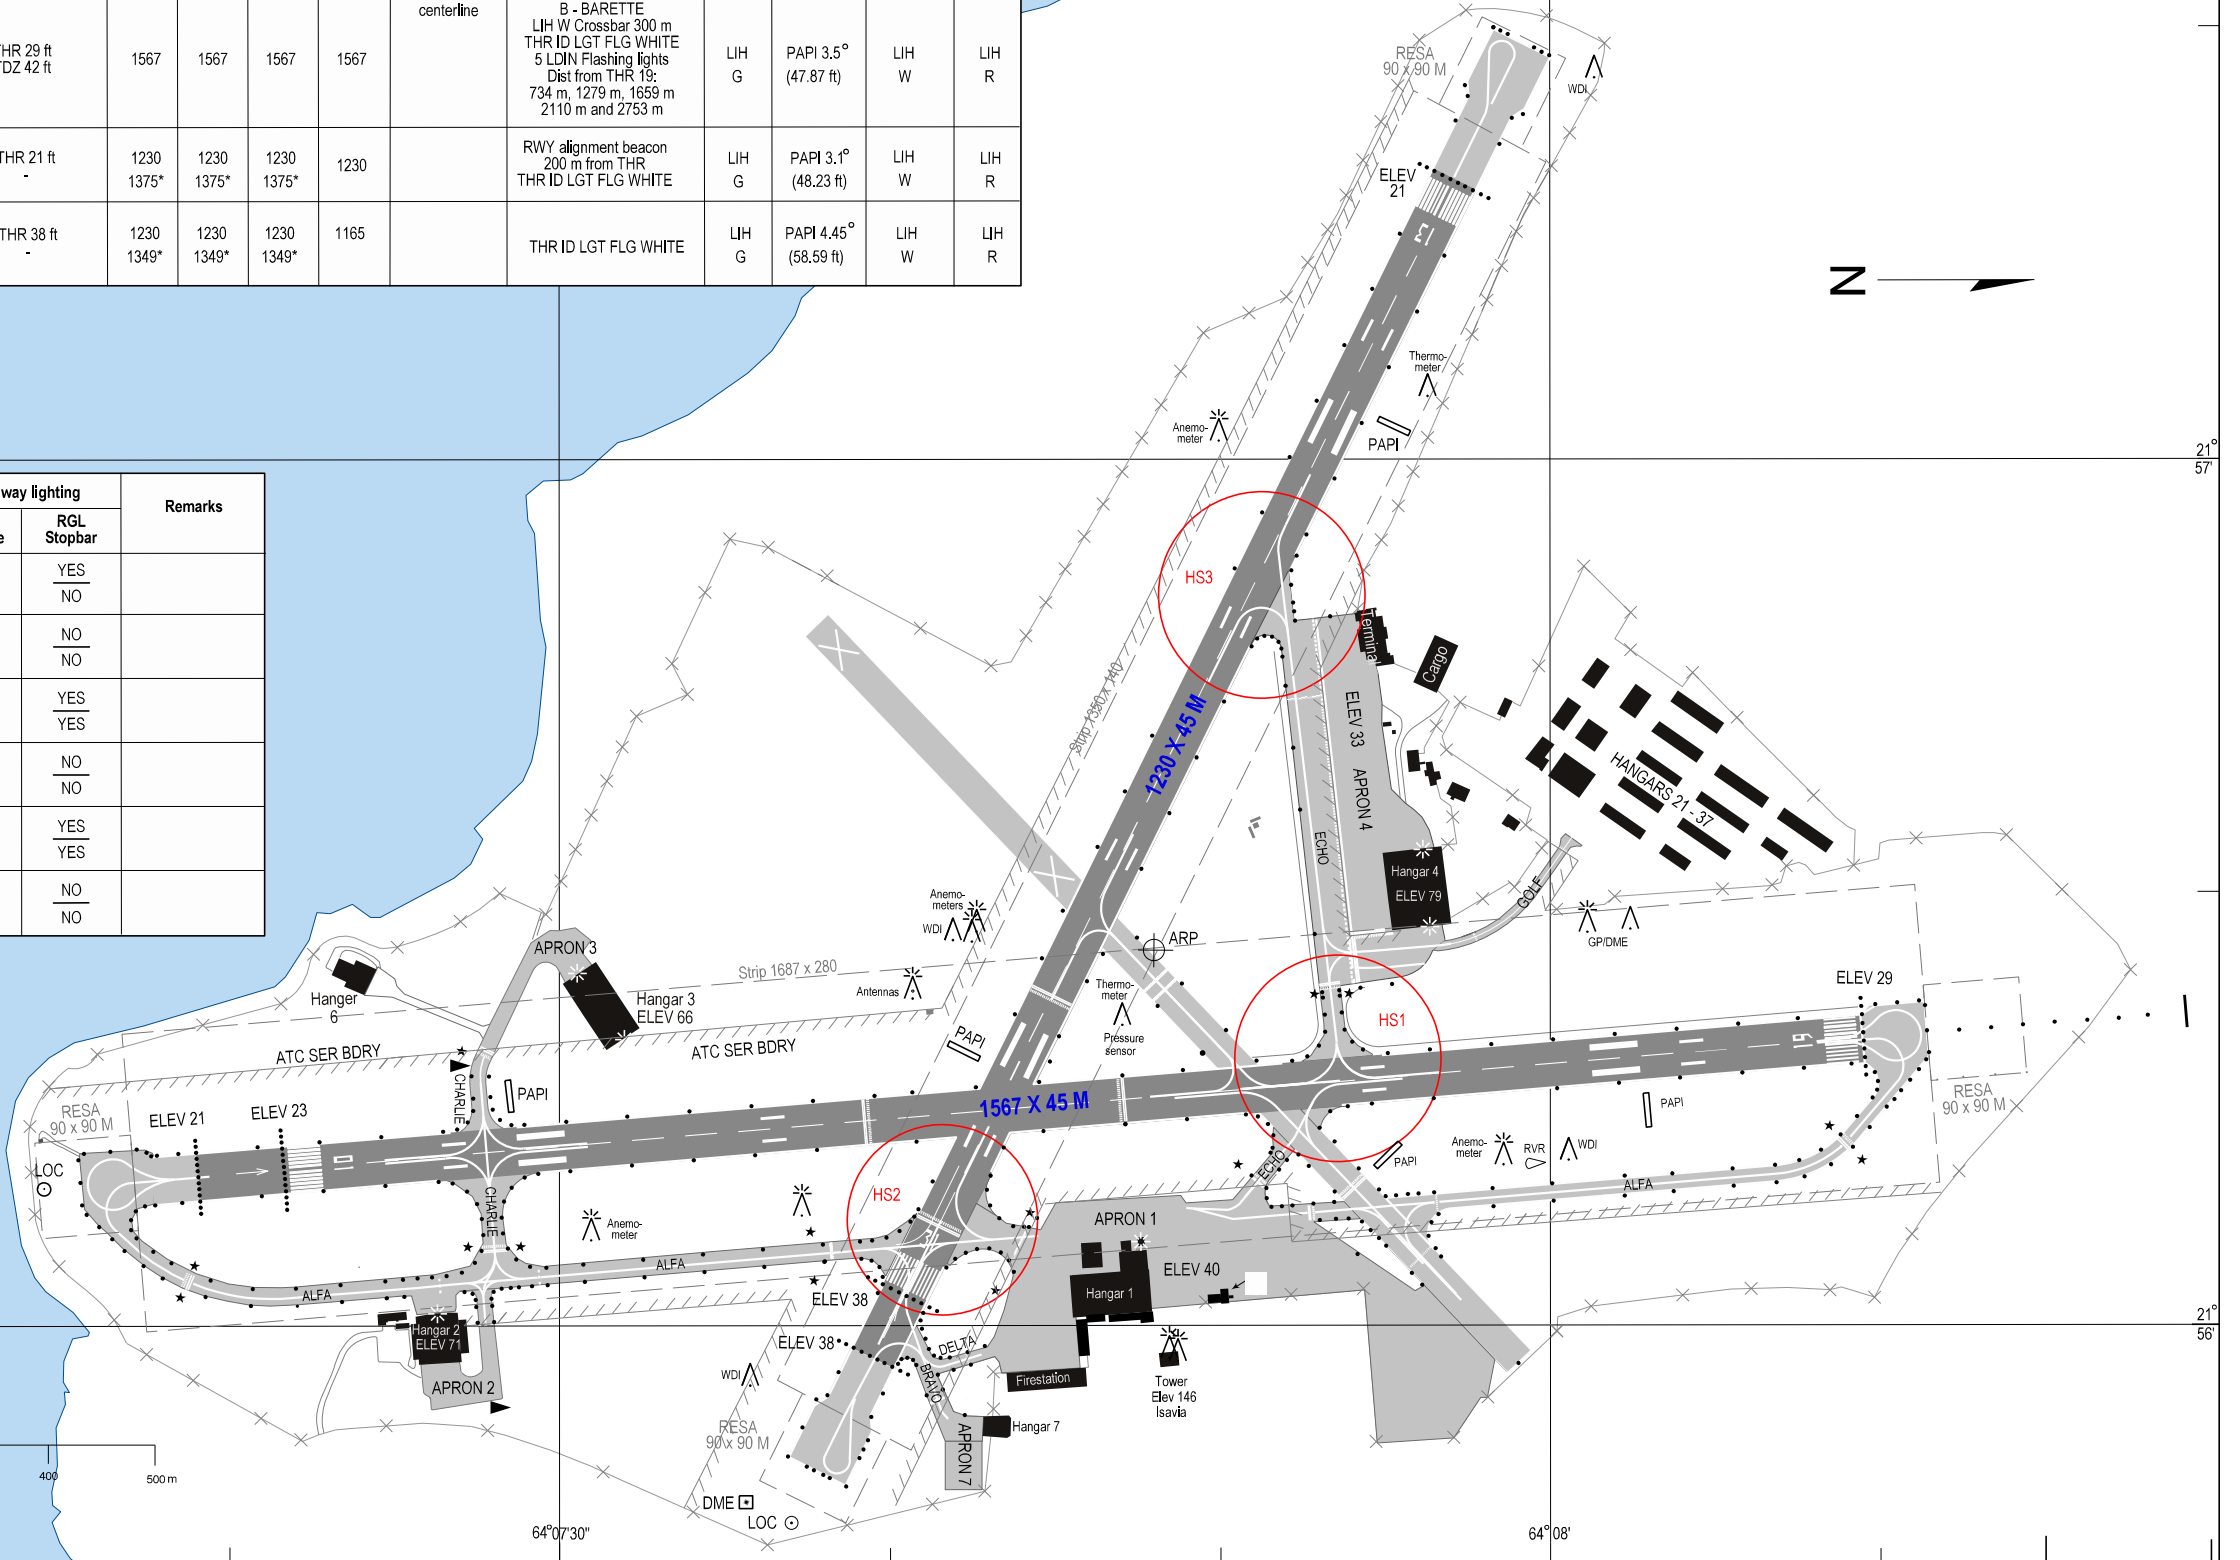 centerline
B - BARETTE
LIH W Crossbar 300 m
THR ID LGT FLG WHITE
5 LDIN Flashing lights
Dist from THR 19:
734 m, 1279 m, 1659 m
2110 m and 2753 m
THR 29 ft
TDZ 42 ft
1567
1567
1567
1567
LIH
G
PAPI 3.5°
(47.87 ft)
LIH
W
LIH
R
THR 21 ft
-
1230
1375*
1230
1375*
1230
1375*
1230
RWY alignment beacon
200 m from THR
THR ID LGT FLG WHITE
LIH
G
PAPI 3.1°
(48.23 ft)
LIH
W
LIH
R
THR 38 ft
-
1230
1349*
1230
1349*
1230
1349*
1165
THR ID LGT FLG WHITE
LIH
G
PAPI 4.45°
(58.59 ft)
LIH
W
LIH
R
way lighting
Remarks
RGL
Stopbar
YES
NO
NO
NO
YES
YES
NO
NO
YES
YES
NO
NO
RESA
90 x 90 M
WDI
ELEV
21
13
N
Thermo-
meter
Anemo-
meter
PAPI
21°
57'
HS3
Terminal
Cargo
Strip 1350 x 140
1230 X 45 M
ELEV 33
APRON 4
ECHO
HANGARS 21 - 37
Hangar 4
ELEV 79
GOLF
Anemo-
meters
WDI
ARP
GP/DME
APRON 3
Strip 1687 x 280
Antennas
Hanger
6
Hangar 3
ELEV 66
Thermo-
meter
Pressure
sensor
HS1
ELEV 29
19
PAPI
ATC SER BDRY
ATC SER BDRY
CHARLIE
PAPI
RESA
90 x 90 M
ELEV 21
ELEV 23
1567 X 45 M
PAPI
RESA
90 x 90 M
LOC
Anemo-
meter
RVR
WDI
PAPI
ECHO
ALFA
HS2
CHARLIE
Anemo-
meter
APRON 1
ALFA
ALFA
ELEV 38
ELEV 40
Hangar 1
Hangar 2
ELEV 71
ELEV 38
DELTA
BRAVO
21°
56'
APRON 2
WDI
Firestation
Tower
Elev 146
Isavia
RESA
90 x 90 M
Hangar 7
APRON 7
400
500 m
DME
LOC
64°07'30"
64°08'